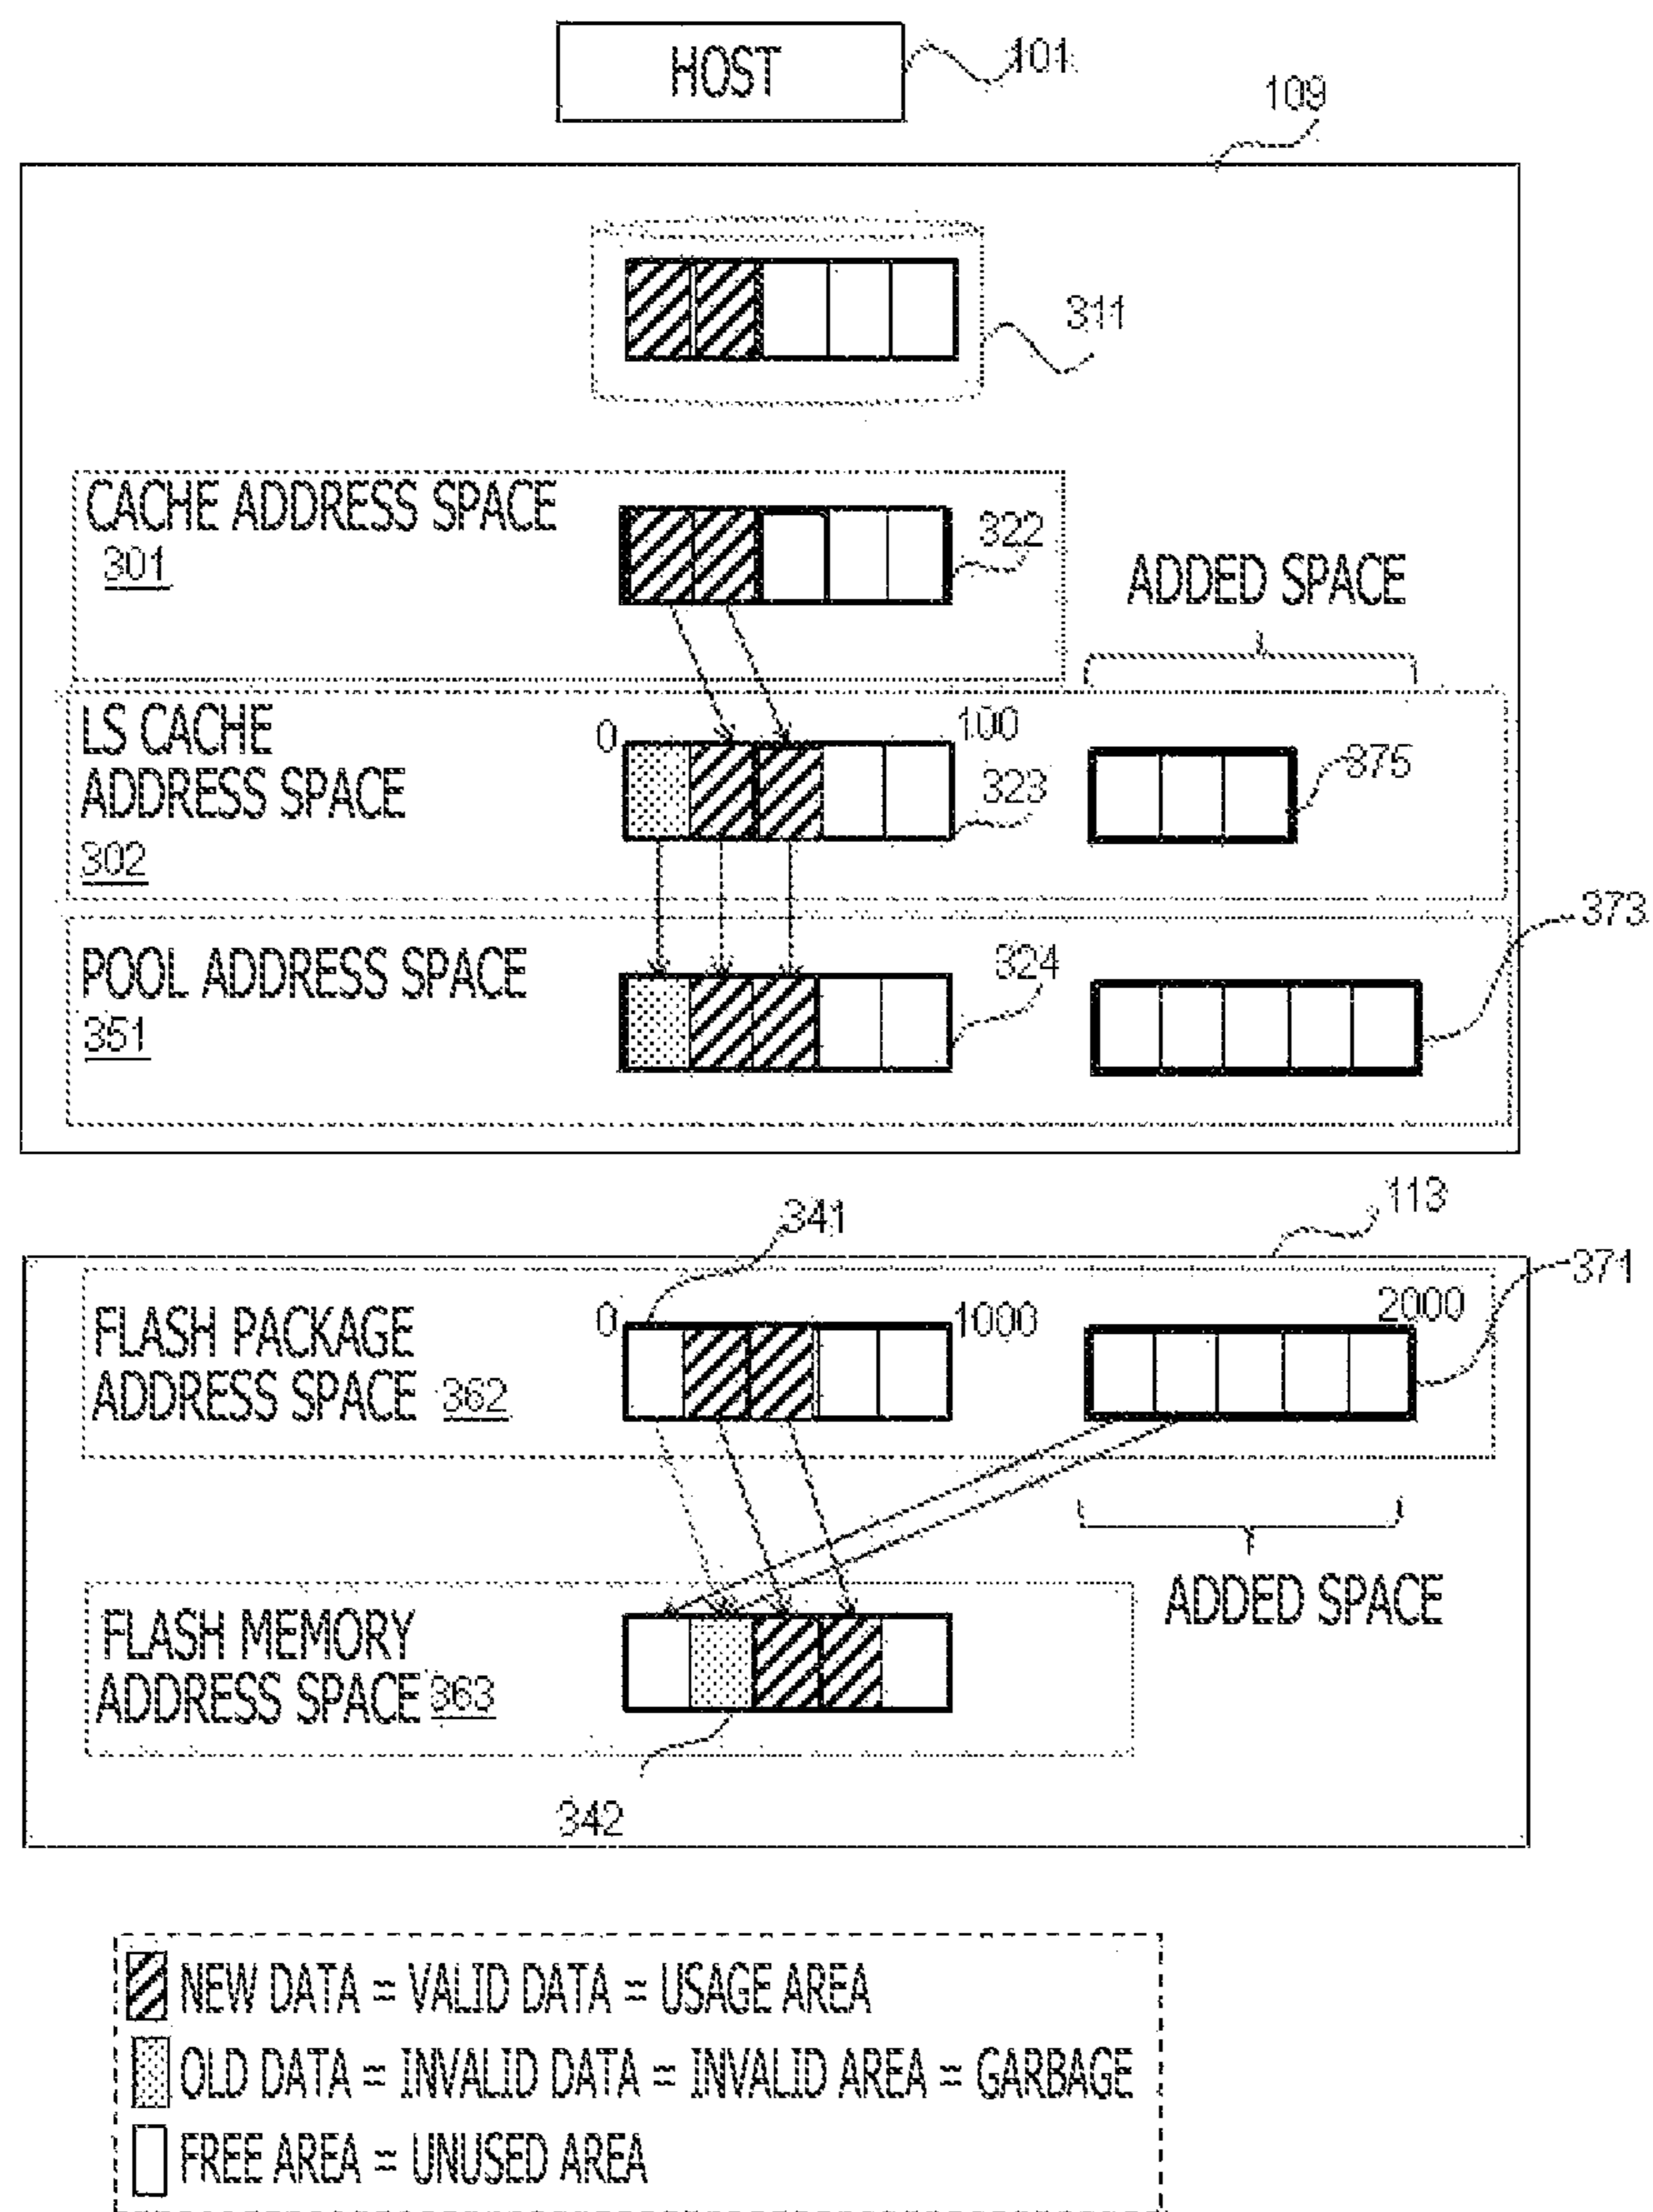 HOST
101
109
311
CACHE ADDRESS SPACE
301
322
ADDED SPACE
LS CACHE
ADDRESS SPACE
302
0
100
323
375
POOL ADDRESS SPACE
351
324
373
113
341
FLASH PACKAGE
ADDRESS SPACE 362
0
1000
2000
371
ADDED SPACE
FLASH MEMORY
ADDRESS SPACE 363
342
NEW DATA = VALID DATA = USAGE AREA
OLD DATA = INVALID DATA = INVALID AREA = GARBAGE
FREE AREA = UNUSED AREA